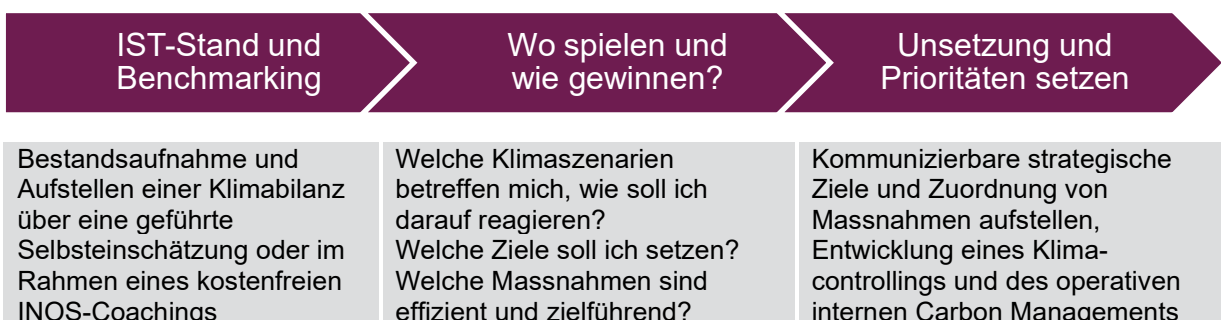 IST-Stand und
Benchmarking
Wo spielen und
wie gewinnen?
Unsetzung und
Prioritäten setzen
Bestandsaufnahme und
Aufstellen einer Klimabilanz
über eine geführte
Selbsteinschätzung oder im
Rahmen eines kostenfreien
INOS-Coachings
Welche Klimaszenarien
betreffen mich, wie soll ich
darauf reagieren?
Welche Ziele soll ich setzen?
Welche Massnahmen sind
effizient und zielführend?
Kommunizierbare strategische
Ziele und Zuordnung von
Massnahmen aufstellen,
Entwicklung eines Klima-
controllings und des operativen
internen Carbon Managements